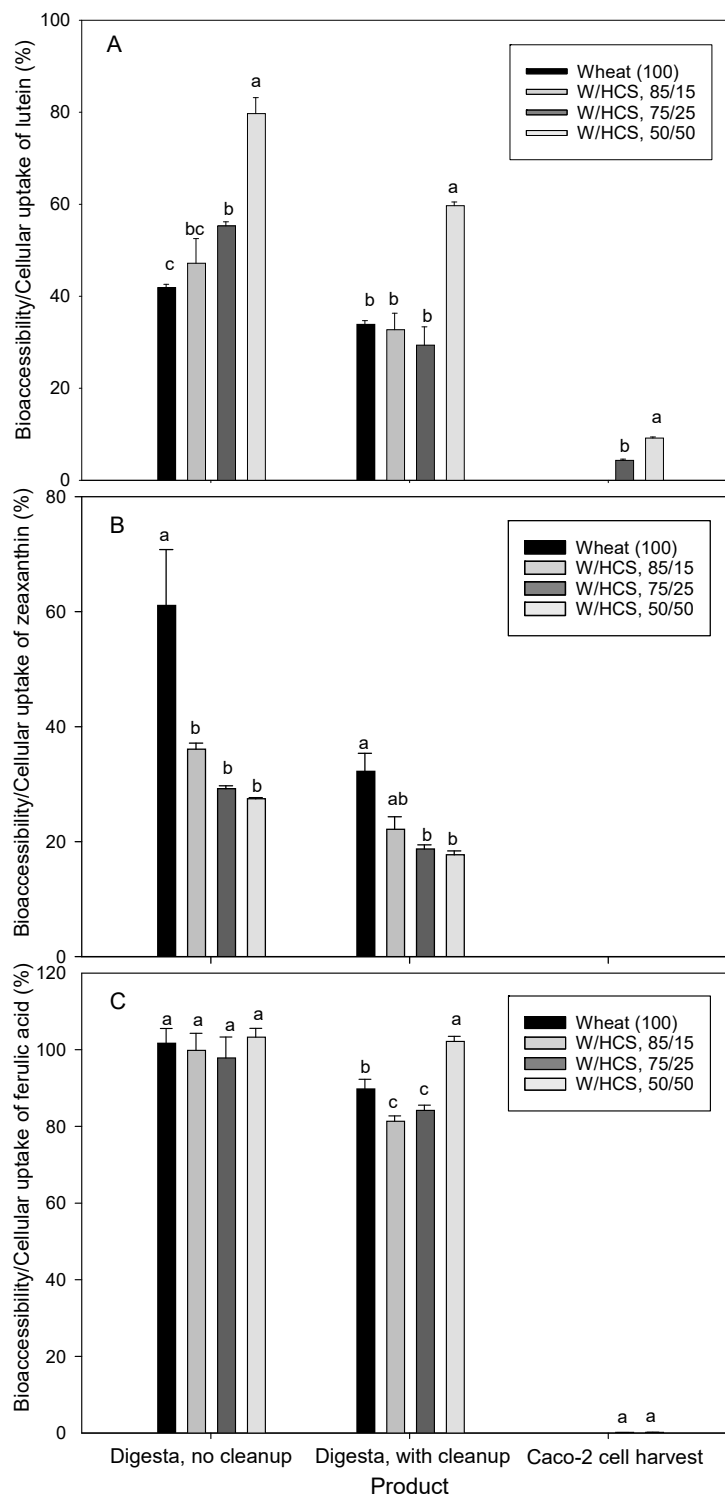 A
Bioaccessibility/Cellular uptake of lutein (%)
100
80
60
40
20
0
Wheat (100)
W/HCS, 85/15
W/HCS, 75/25
W/HCS, 50/50
c
bc
b
a
b
b
b
a
b
a
B
Bioaccessibility/Cellular uptake of zeaxanthin (%)
80
60
40
20
0
Wheat (100)
W/HCS, 85/15
W/HCS, 75/25
W/HCS, 50/50
a
b
b
b
a
ab
b
b
C
Bioaccessibility/Cellular uptake of ferulic acid (%)
120
100
80
60
40
20
0
Wheat (100)
W/HCS, 85/15
W/HCS, 75/25
W/HCS, 50/50
a
a
a
a
b
c
c
a
a
a
Digesta, no cleanup
Digesta, with cleanup
Caco-2 cell harvest
Product